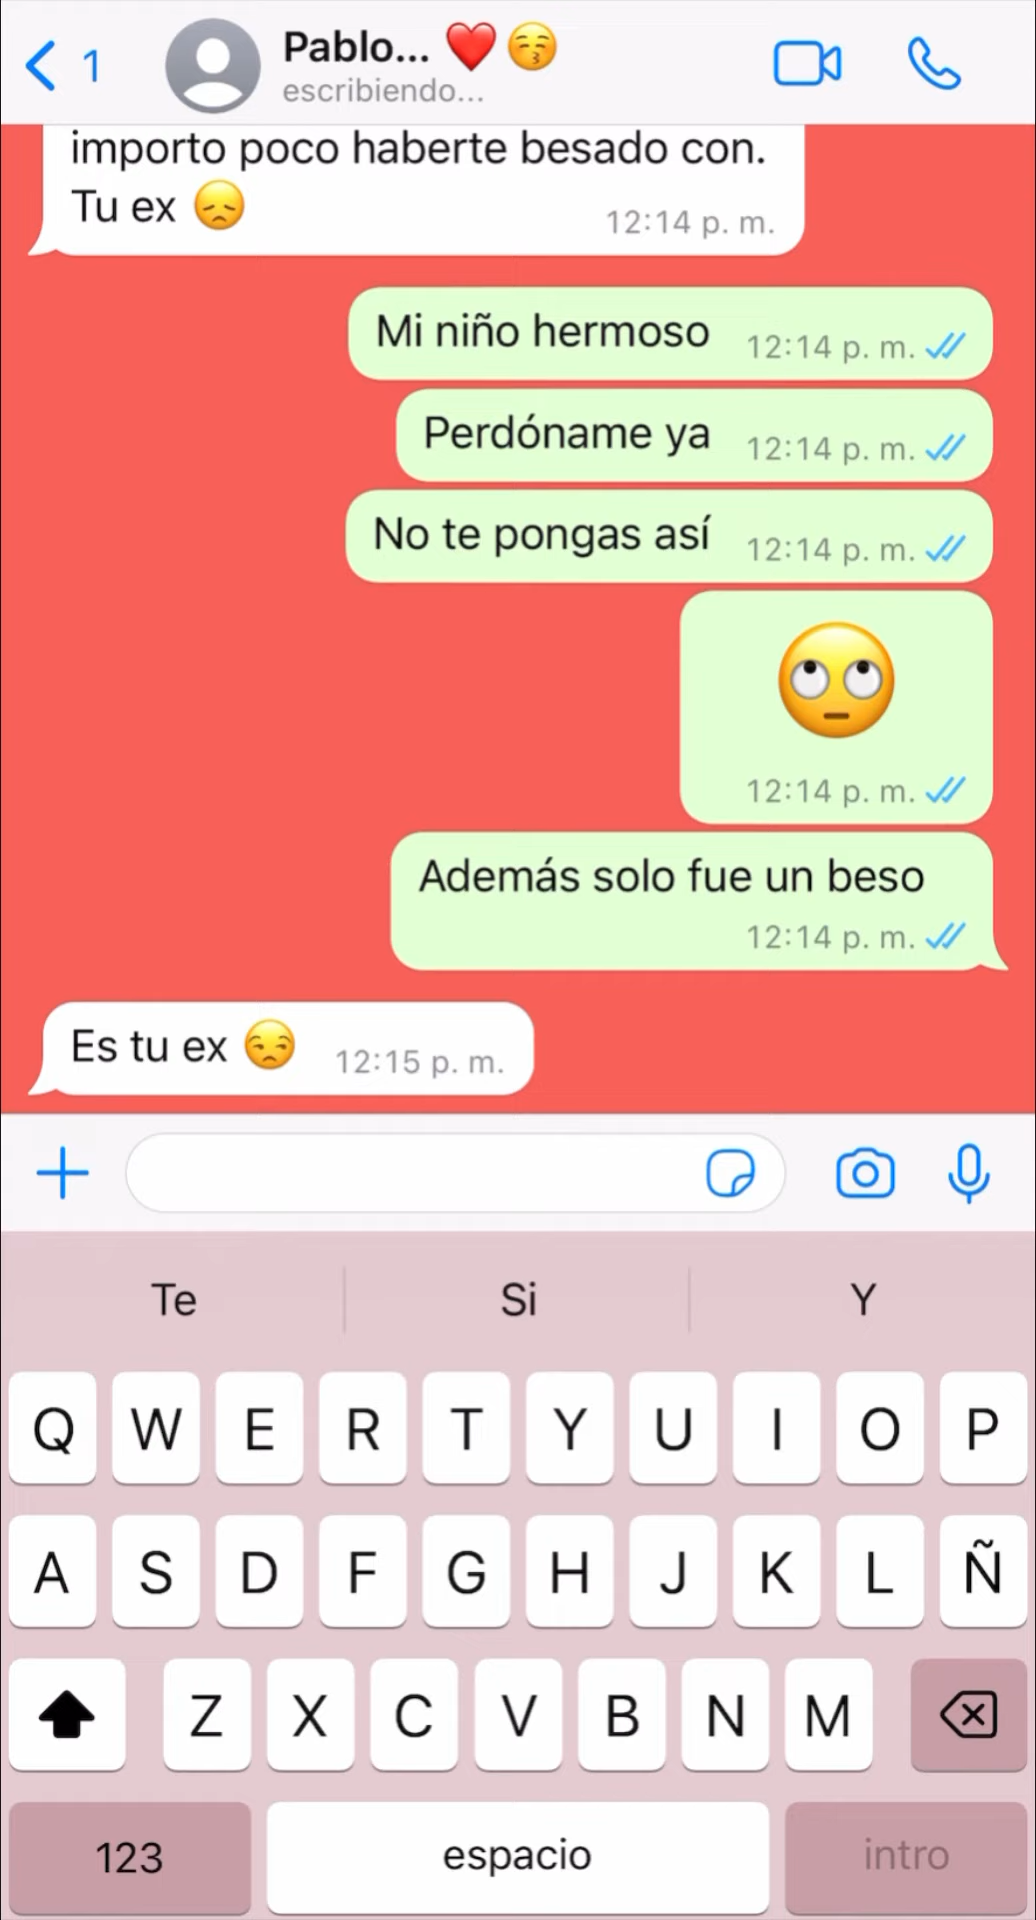 1
Pablo... ❤️😚
escribiendo...
importo poco haberte besado con.
Tu ex 😞
12:14 p. m.
Mi niño hermoso 12:14 p. m.
Perdóname ya 12:14 p. m.
No te pongas así 12:14 p. m.
🙄
12:14 p. m.
Además solo fue un beso
12:14 p. m.
Es tu ex 😒 12:15 p. m.
Te Si Y
Q W E R T Y U I O P
A S D F G H J K L Ñ
Z X C V B N M
123 espacio intro